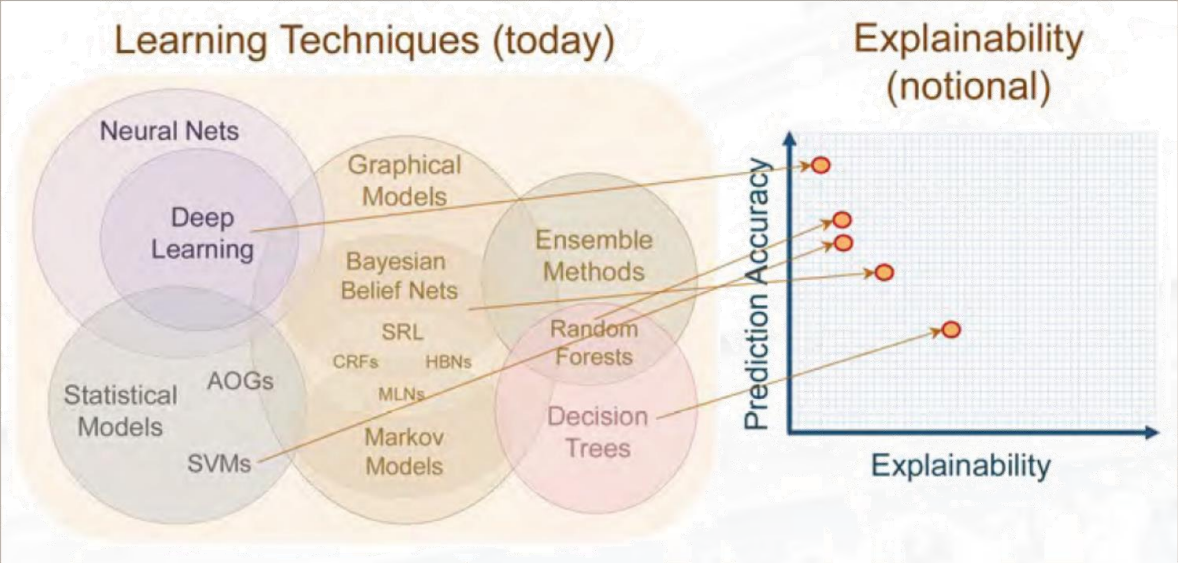 Learning Techniques (today)
Neural Nets
Deep
Learning
Graphical
Models
Ensemble
Methods
Bayesian
Belief Nets
SRL
CRFs
HBNs
MLNs
Markov
Models
Random
Forests
Decision
Trees
Statistical
Models
AOGs
SVMs
Explainability
(notional)
Prediction Accuracy
Explainability